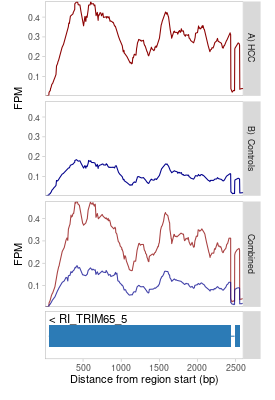 0.4
0.3
0.2
0.1
FPM
A) HCC
0.4
0.3
0.2
0.1
B): Controls
0.4
0.3
0.2
0.1
FPM
Combined
< RI_TRIM65_5
500 1000 1500 2000 2500
Distance from region start (bp)